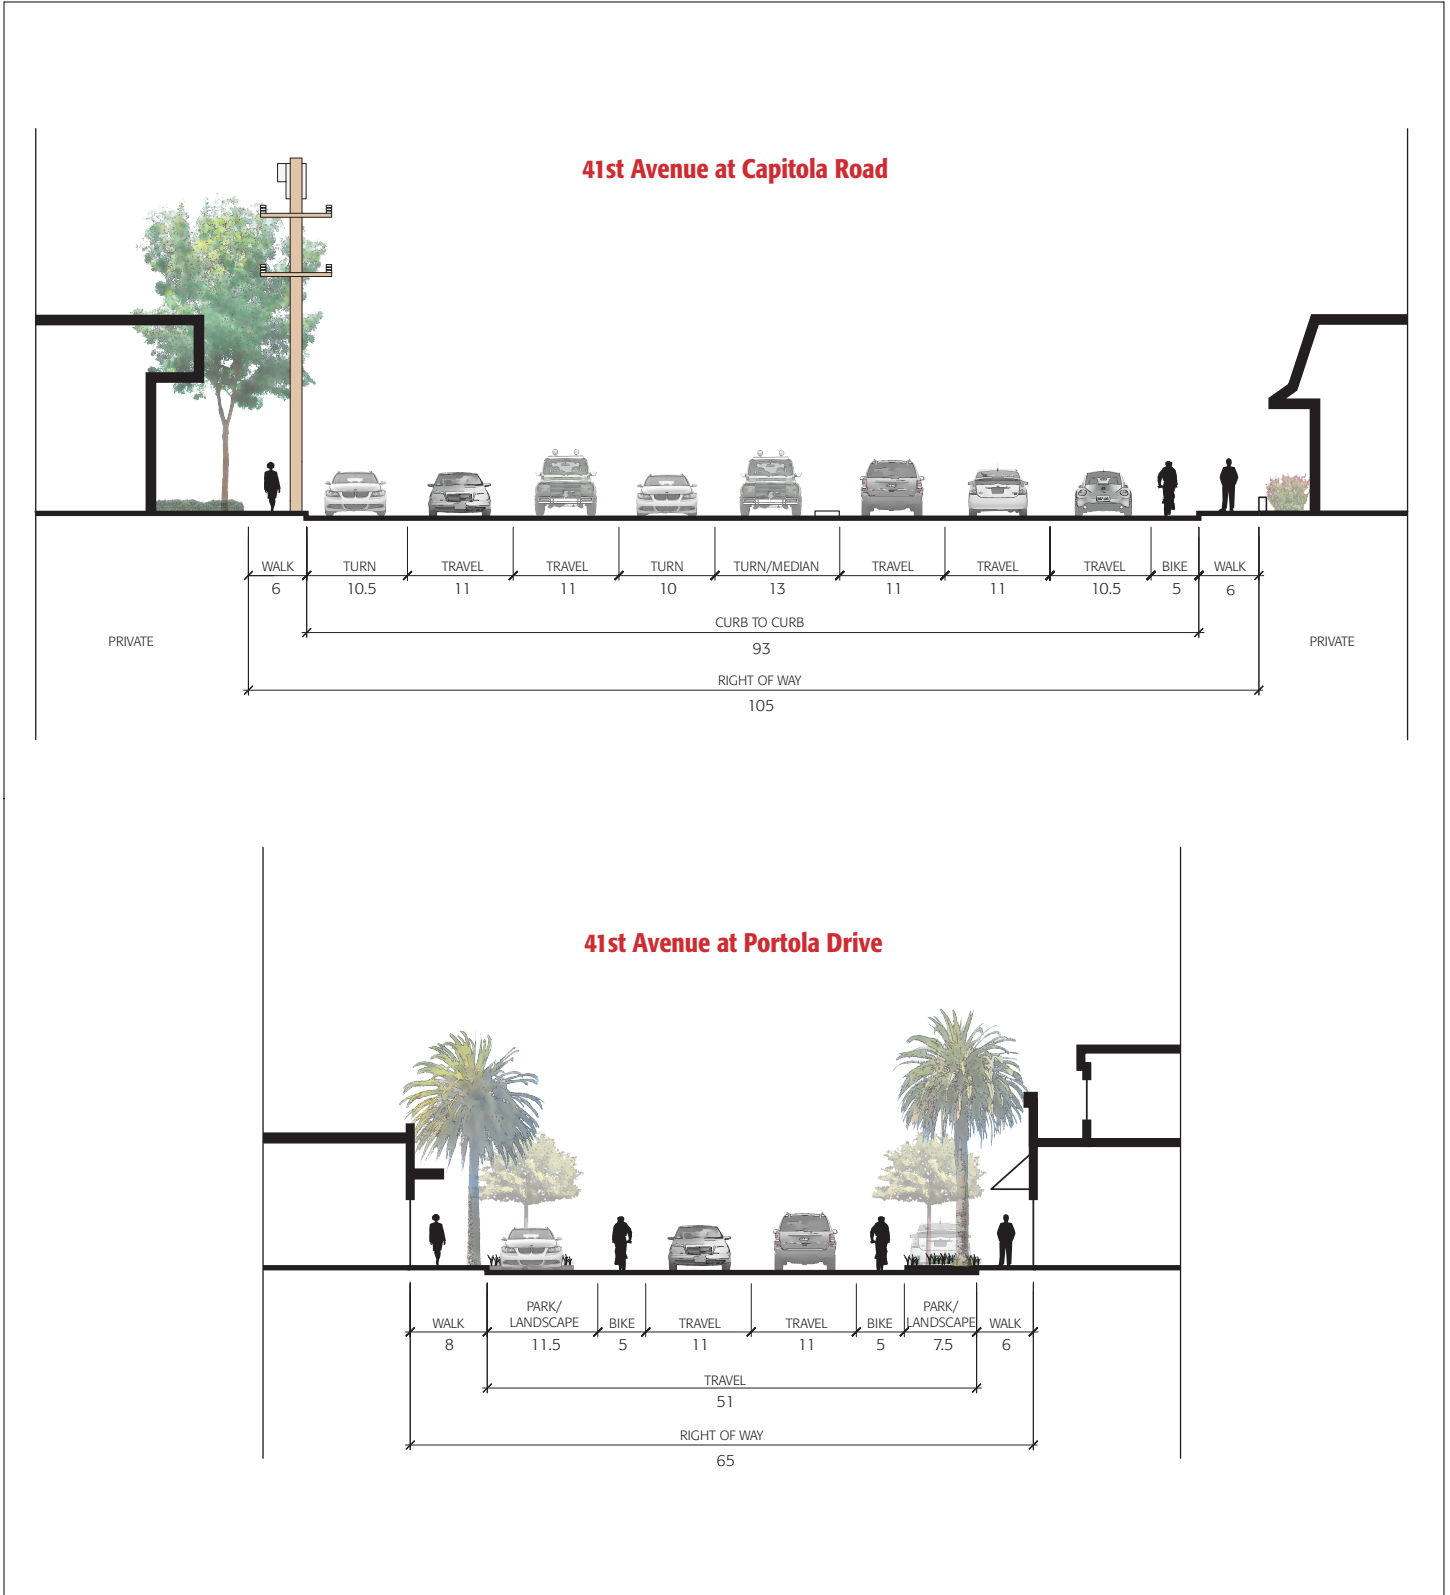 41st Avenue at Capitola Road
WALK TURN TRAVEL TRAVEL TURN TURN/MEDIAN TRAVEL TRAVEL TRAVEL BIKE WALK
6 10.5 11 11 10 13 11 11 10.5 5 6
CURB TO CURB
93
PRIVATE PRIVATE
RIGHT OF WAY
105
41st Avenue at Portola Drive
PARK/ PARK/
WALK LANDSCAPE BIKE TRAVEL TRAVEL BIKE LANDSCAPE WALK
8 11.5 5 11 11 5 7.5 6
TRAVEL
51
RIGHT OF WAY
65